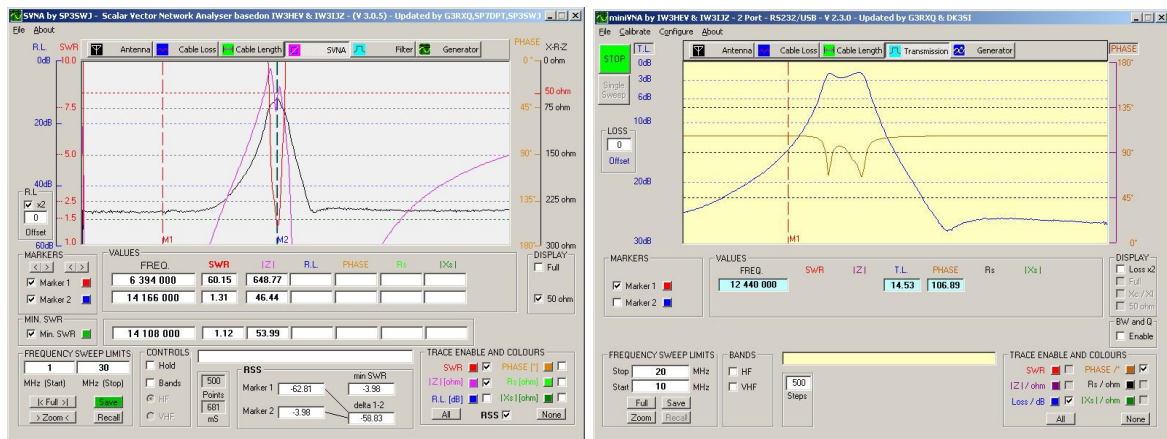 SVNA by SP3SWJ - Scalar Vector Network Analyser basedon IW3HEV & IW3IJZ - (V 3.0.5) - Updated by G3RXQ,SP7DPT,SP3SWJ
File About
R.L. SWR
Antenna Cable Loss Cable Length SVNA Filter Generator
PHASE X-R-Z
0dB 10.0 0° 0 ohm
50 ohm
7.5 45° 75 ohm
20dB
5.0 90° 150 ohm
40dB
2.5 135° 225 ohm
1.5
1.0
60dB 180° 300 ohm
M1 M2
R.L
x2
0
Offset
MARKERS
< > < >
Marker 1
Marker 2
VALUES
FREQ. SWR |Z| R.L. PHASE Rs |Xs|
6 394 000 60.15 648.77
14 166 000 1.31 46.44
DISPLAY
Full
50 ohm
MIN. SWR
Min. SWR
14 108 000 1.12 53.99
FREQUENCY SWEEP LIMITS
1 30
MHz (Start) MHz (Stop)
|< Full >| Save
> Zoom < Recall
CONTROLS
Hold
Bands
HF
VHF
500
Points
681
mS
RSS
Marker 1 -62.81
Marker 2 -3.98
min SWR
-3.98
delta 1-2
-58.83
TRACE ENABLE AND COLOURS
SWR PHASE [°]
|Z| [ohm] Rs [ohm]
R.L. [dB] |Xs| [ohm]
All RSS None
miniVNA by IW3HEV & IW3IJZ - 2 Port - RS232/USB - V 2.3.0 - Updated by G3RXQ & DK3SI
File Calibrate Configure About
STOP
Single
Sweep
LOSS
0
Offset
T.L
Antenna Cable Loss Cable Length Transmission Generator
PHASE
0dB 180°
3dB
6dB
135°
10dB
90°
20dB
45°
30dB 0°
M1
MARKERS
Marker 1
Marker 2
VALUES
FREQ. SWR |Z| T.L PHASE Rs |Xs|
12 440 000 14.53 106.89
DISPLAY
Loss x2
Full
Xc / Xl
50 ohm
BW and Q
Enable
FREQUENCY SWEEP LIMITS
Stop 20 MHz
Start 10 MHz
Full Save
Zoom Recall
BANDS
HF
VHF
500
Steps
TRACE ENABLE AND COLOURS
SWR PHASE /°
|Z| / ohm Rs / ohm
Loss / dB |Xs| / ohm
All None